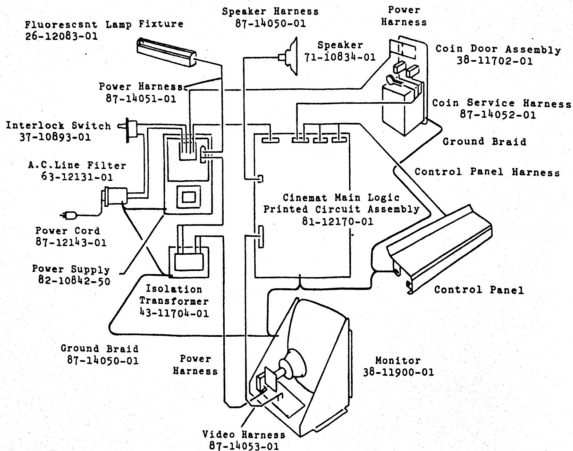 Speaker Harness
87-14050-01
Power
Harness
Fluorescsnt Lamp Fixture
26-12083-01
Speaker
71-10834-01
Coin Door Assembly
38-11702-01
Power Harness
87-14051-01
Coin Service Harness
87-14052-01
Interlock Switch
37-10893-01
Ground Braid
A.C.Line Filter
63-12131-01
Control Panel Harness
Cinemat Main Logic
Printed Circuit Assembly
81-12170-01
Power Cord
87-12143-01
Power Supply
82-10842-50
Isolation
Transformer
43-11704-01
Control Panel
Ground Braid
87-14050-01
Power
Harness
Monitor
38-11900-01
Video Harness
87-14053-01